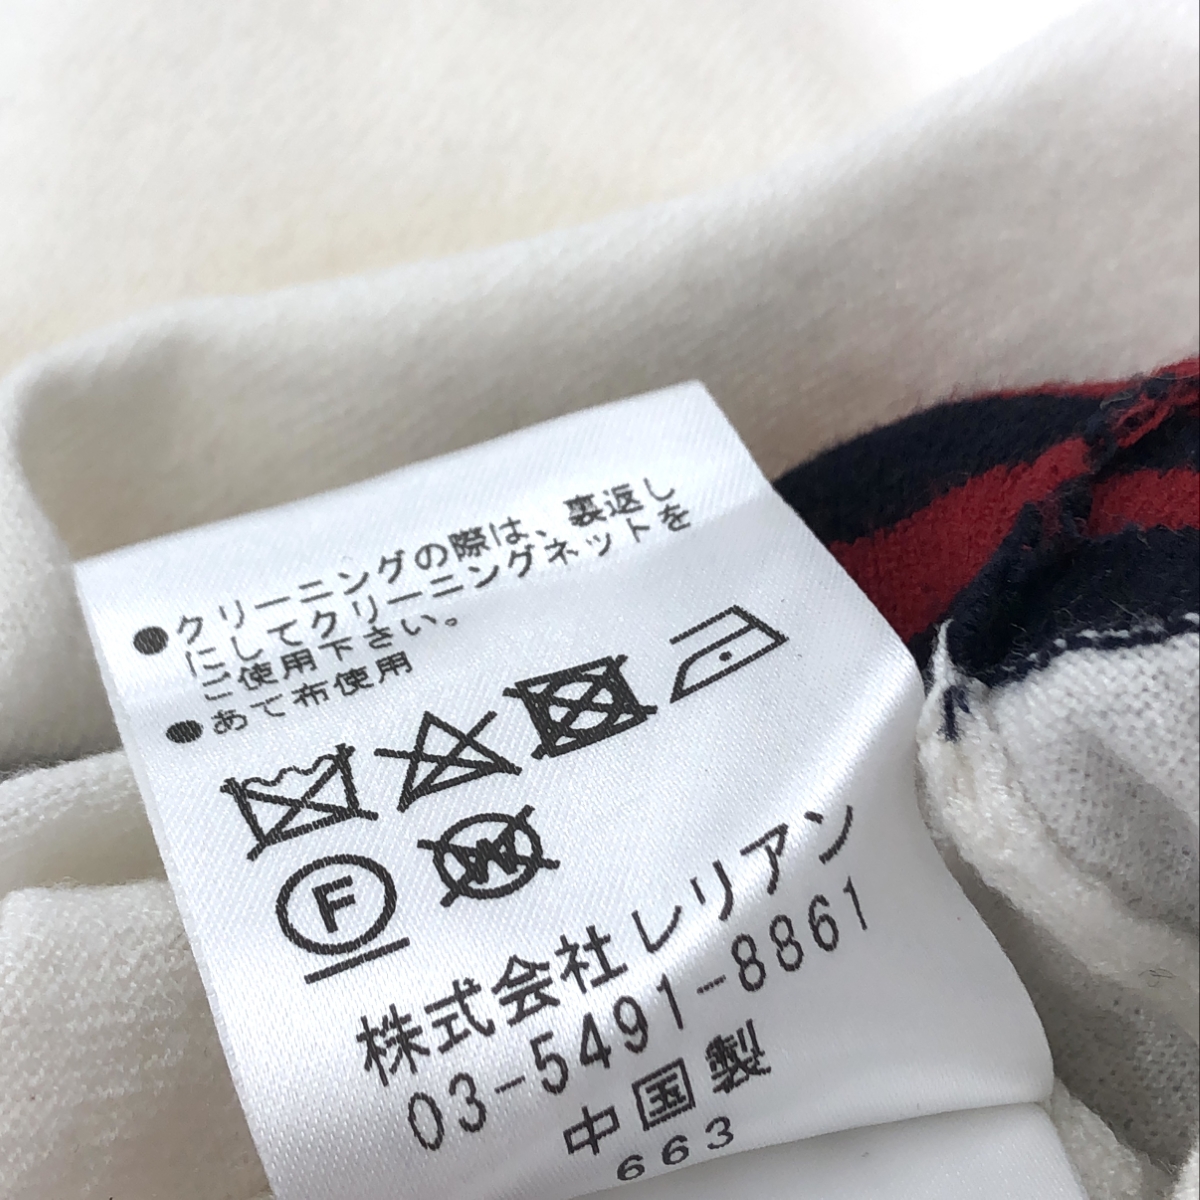 ●クリーニングの際は、裏返し
にしてクリーニングネットを
ご使用下さい。
●あて布使用
F
W
株式会社レリアン
03-5491-8861
中国製
663